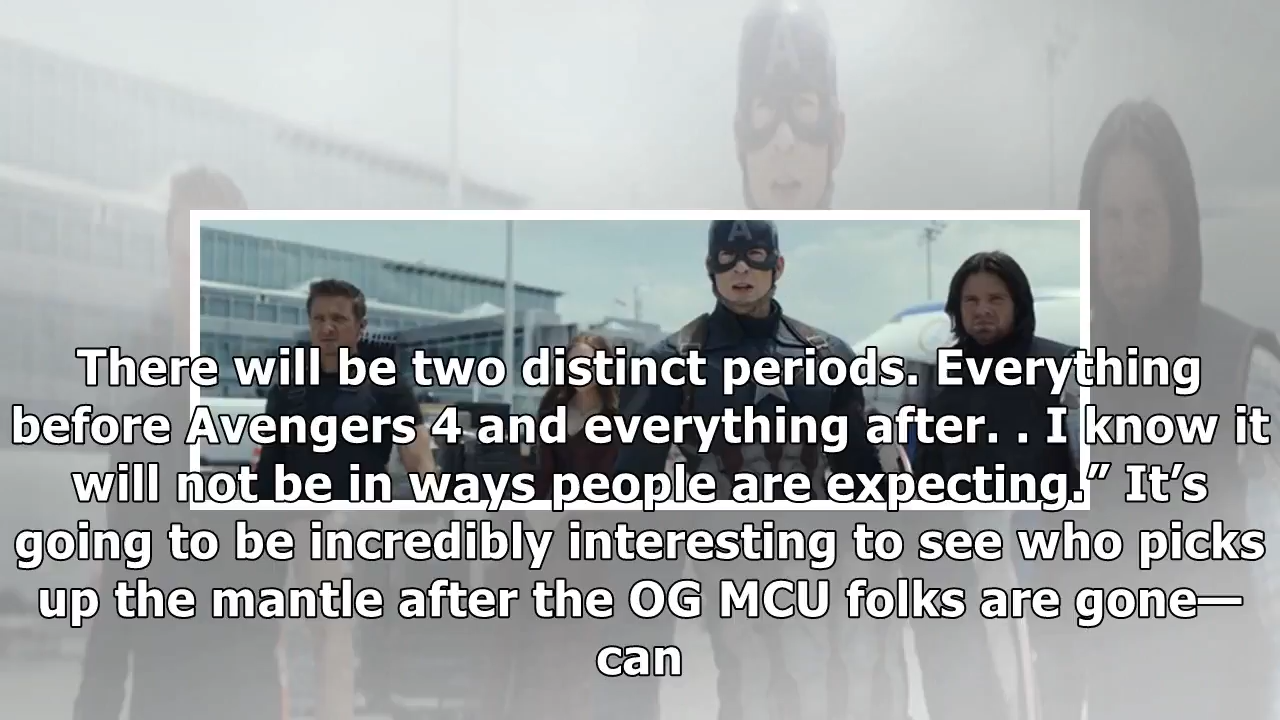 There will be two distinct periods. Everything
before Avengers 4 and everything after. . I know it
will not be in ways people are expecting.” It’s
going to be incredibly interesting to see who picks
up the mantle after the OG MCU folks are gone—
can